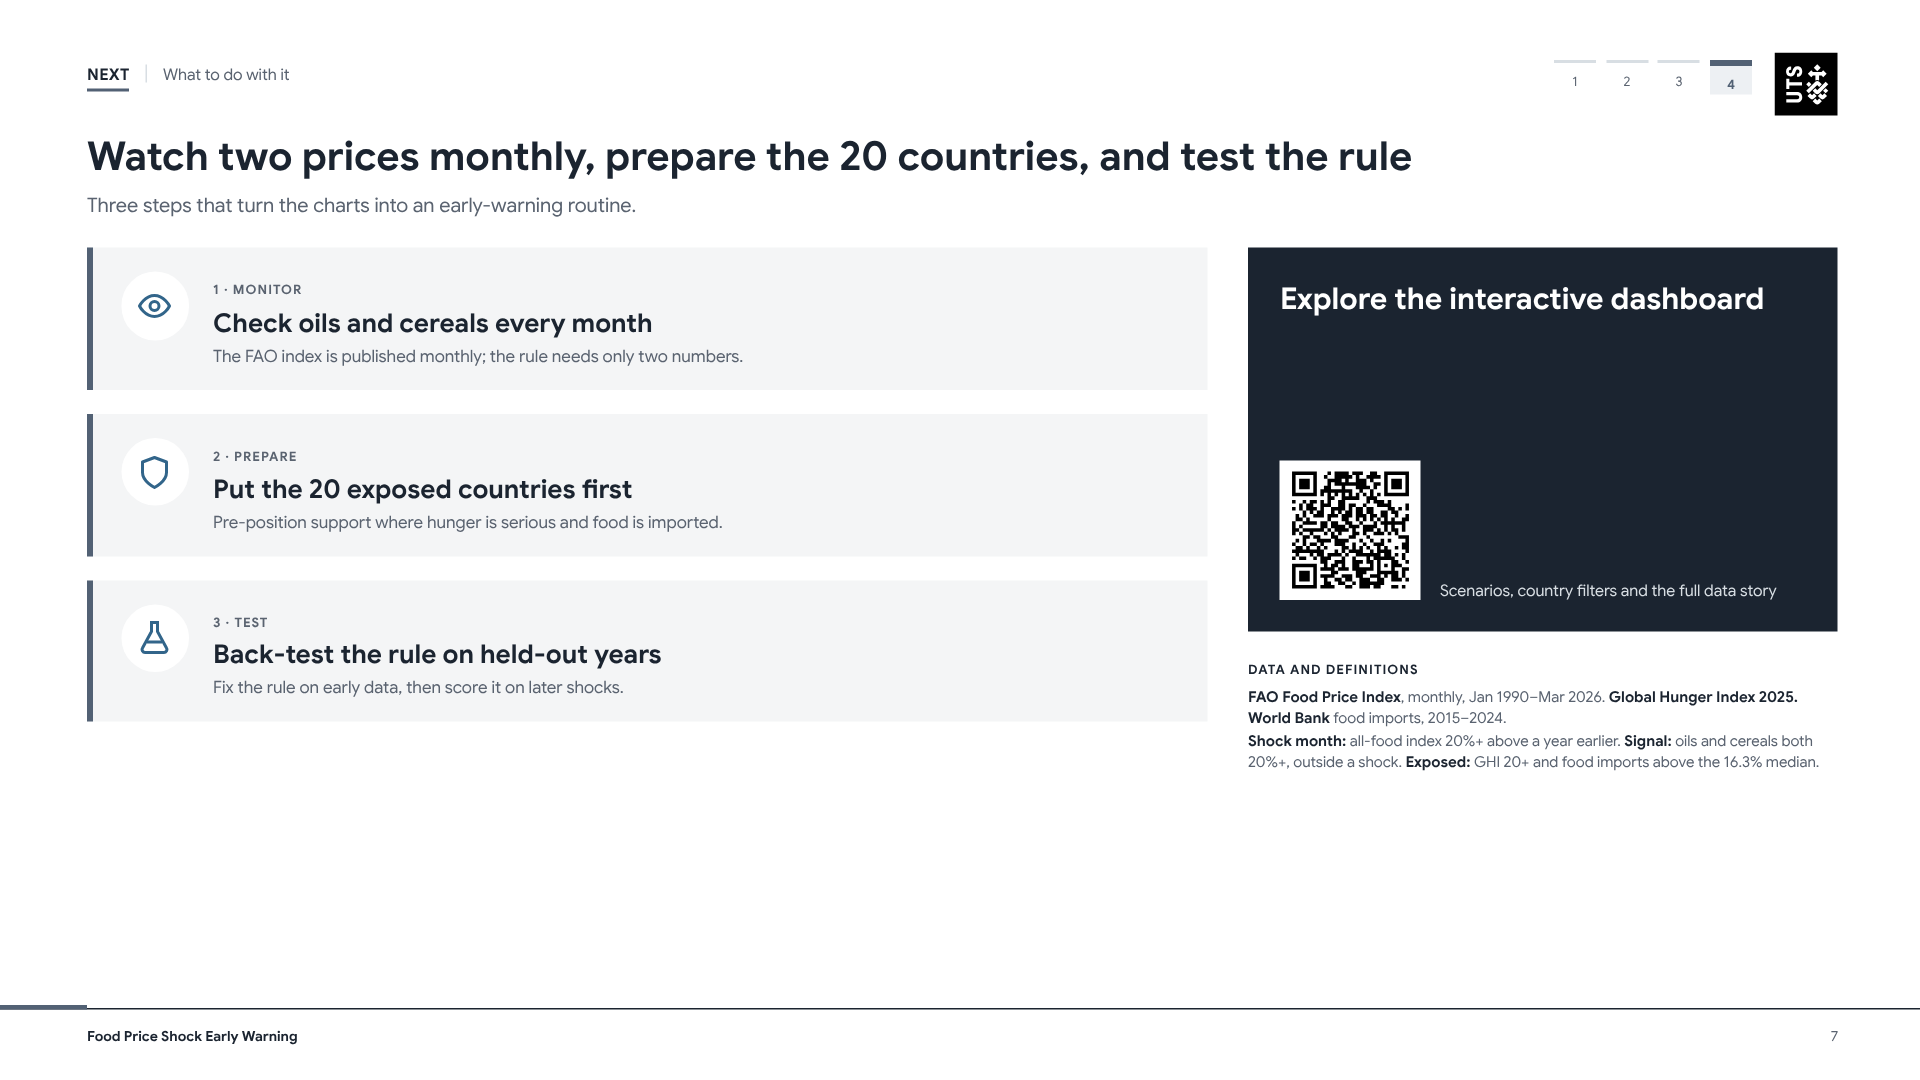 NEXT
What to do with it
1
2
3
4
UTS
Watch two prices monthly, prepare the 20 countries, and test the rule
Three steps that turn the charts into an early-warning routine.
1 · MONITOR
Check oils and cereals every month
The FAO index is published monthly; the rule needs only two numbers.
2 · PREPARE
Put the 20 exposed countries first
Pre-position support where hunger is serious and food is imported.
3 · TEST
Back-test the rule on held-out years
Fix the rule on early data, then score it on later shocks.
Explore the interactive dashboard
Scenarios, country filters and the full data story
DATA AND DEFINITIONS
FAO Food Price Index, monthly, Jan 1990–Mar 2026. Global Hunger Index 2025.
World Bank food imports, 2015–2024.
Shock month: all-food index 20%+ above a year earlier. Signal: oils and cereals both
20%+, outside a shock. Exposed: GHI 20+ and food imports above the 16.3% median.
Food Price Shock Early Warning
7